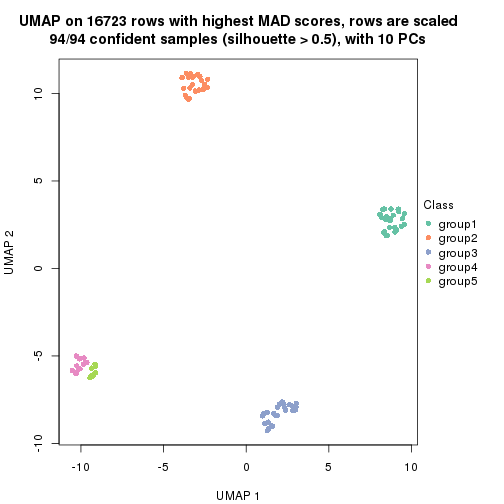 UMAP on 16723 rows with highest MAD scores, rows are scaled
94/94 confident samples (silhouette > 0.5), with 10 PCs
10
5
0
-5
-10
UMAP 2
-10 -5 0 5 10
UMAP 1
Class
group1
group2
group3
group4
group5